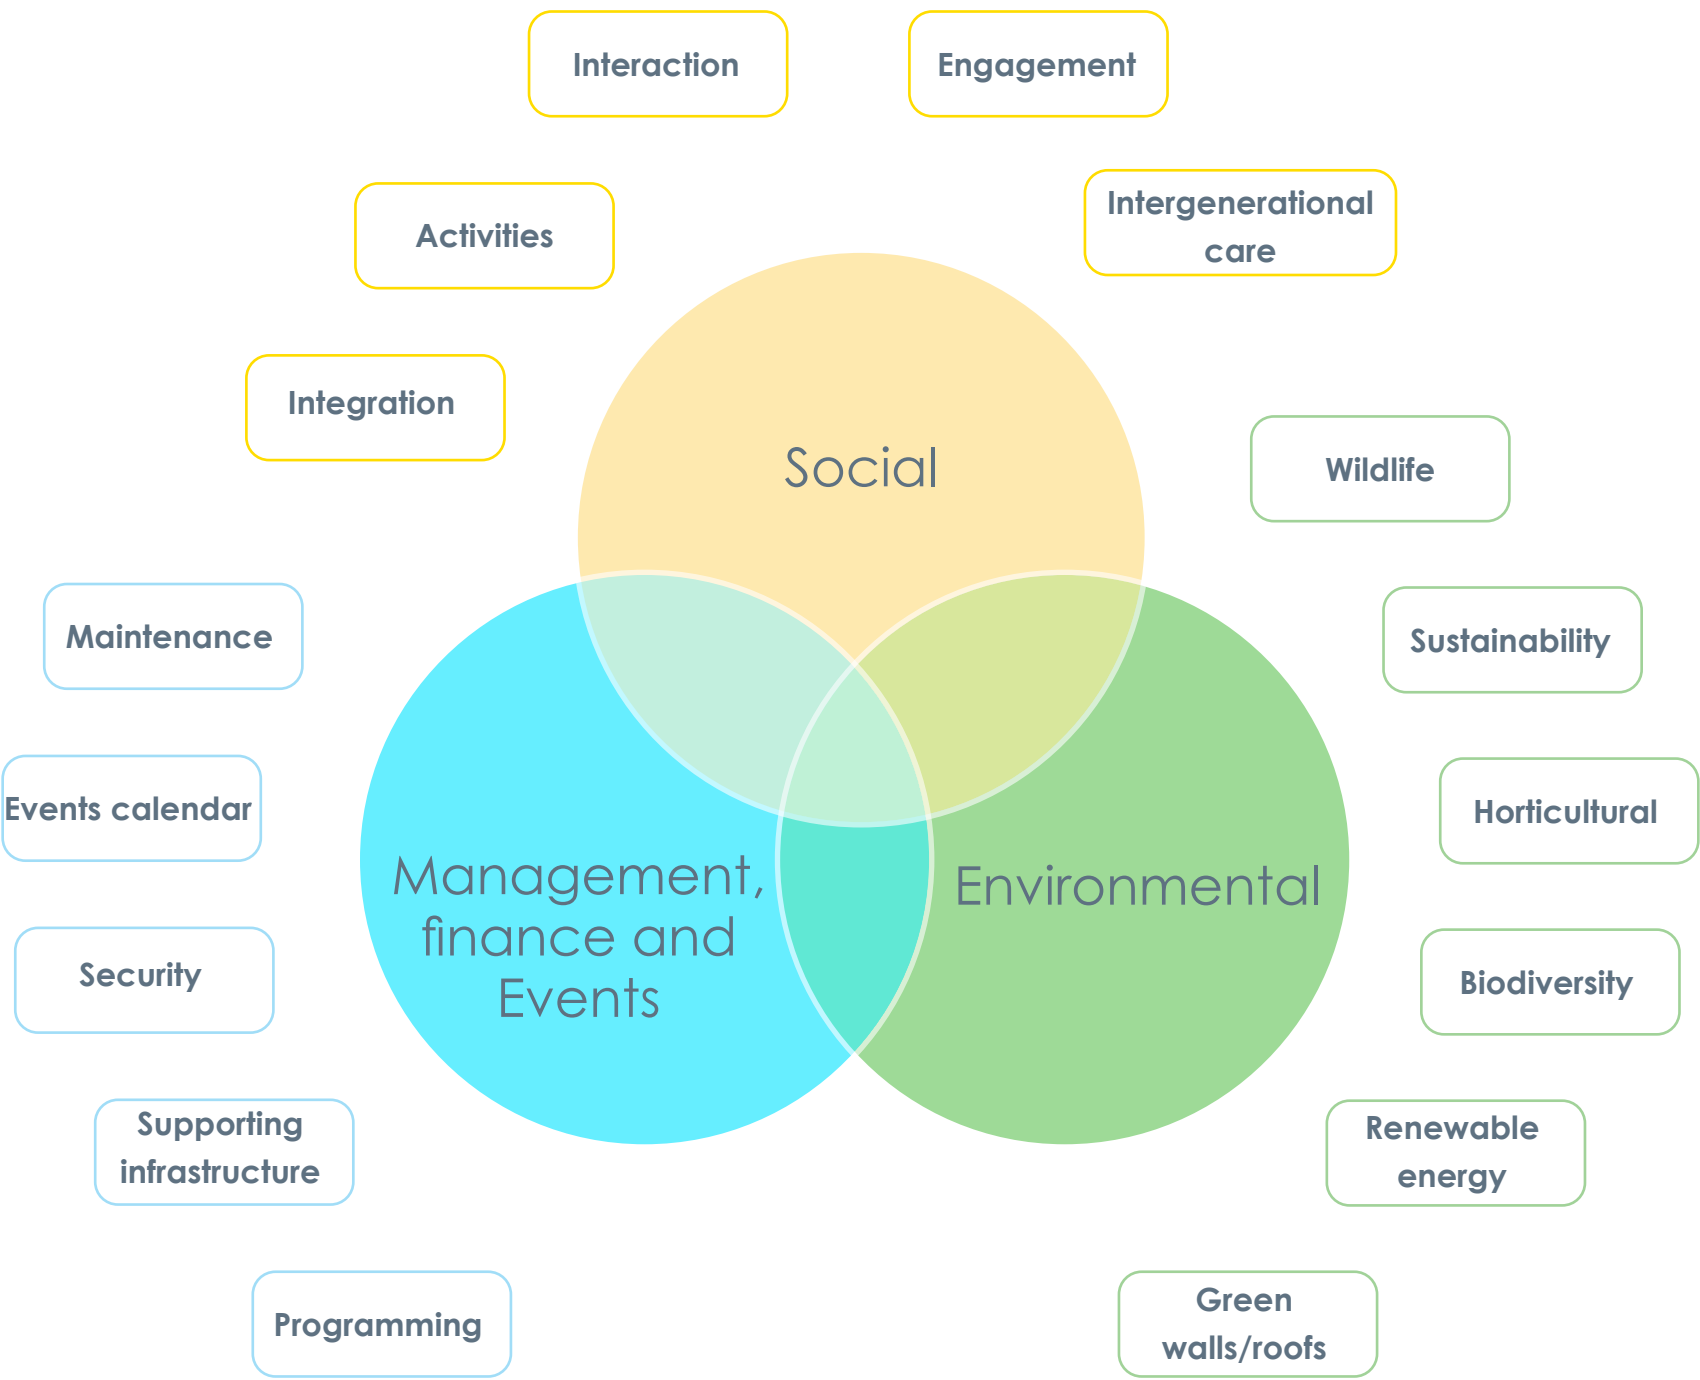 Interaction
Engagement
Intergenerational
care
Activities
Integration
Social
Wildlife
Maintenance
Sustainability
Events calendar
Horticultural
Management,
finance and
Events
Environmental
Security
Biodiversity
Supporting
infrastructure
Renewable
energy
Programming
Green
walls/roofs